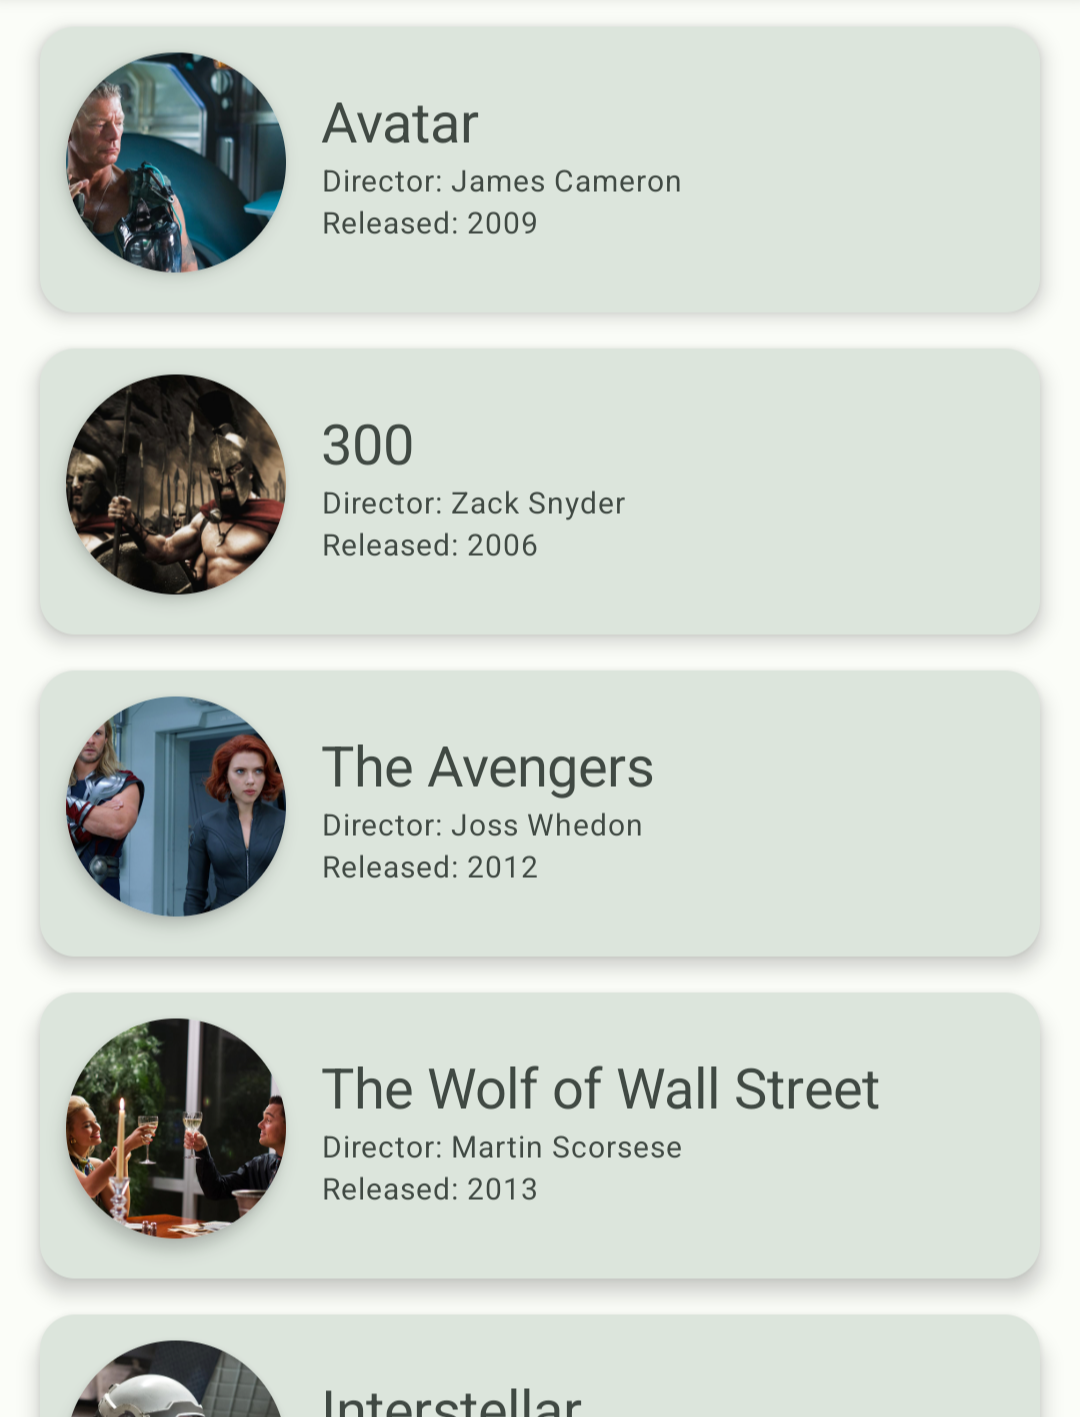 Avatar
Director: James Cameron
Released: 2009
300
Director: Zack Snyder
Released: 2006
The Avengers
Director: Joss Whedon
Released: 2012
The Wolf of Wall Street
Director: Martin Scorsese
Released: 2013
Interstellar